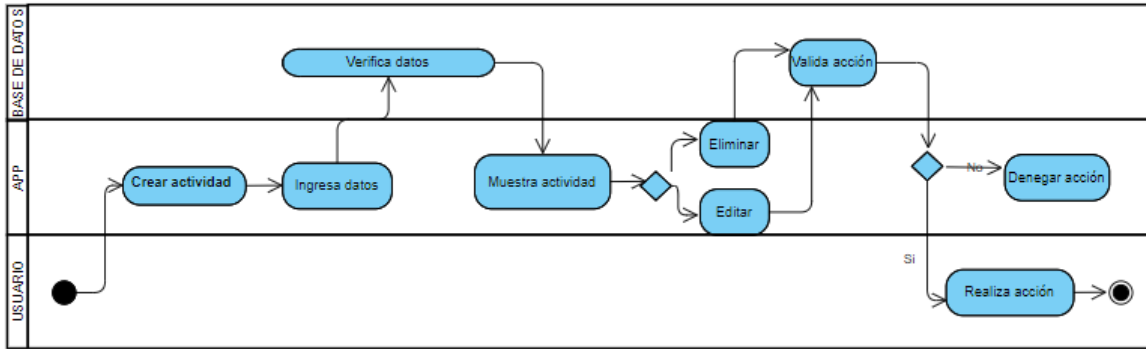 BASE DE DATOS
Verifica datos
Valida acción
APP
Crear actividad
Ingresa datos
Muestra actividad
Eliminar
Editar
No
Denegar acción
USUARIO
Si
Realiza acción